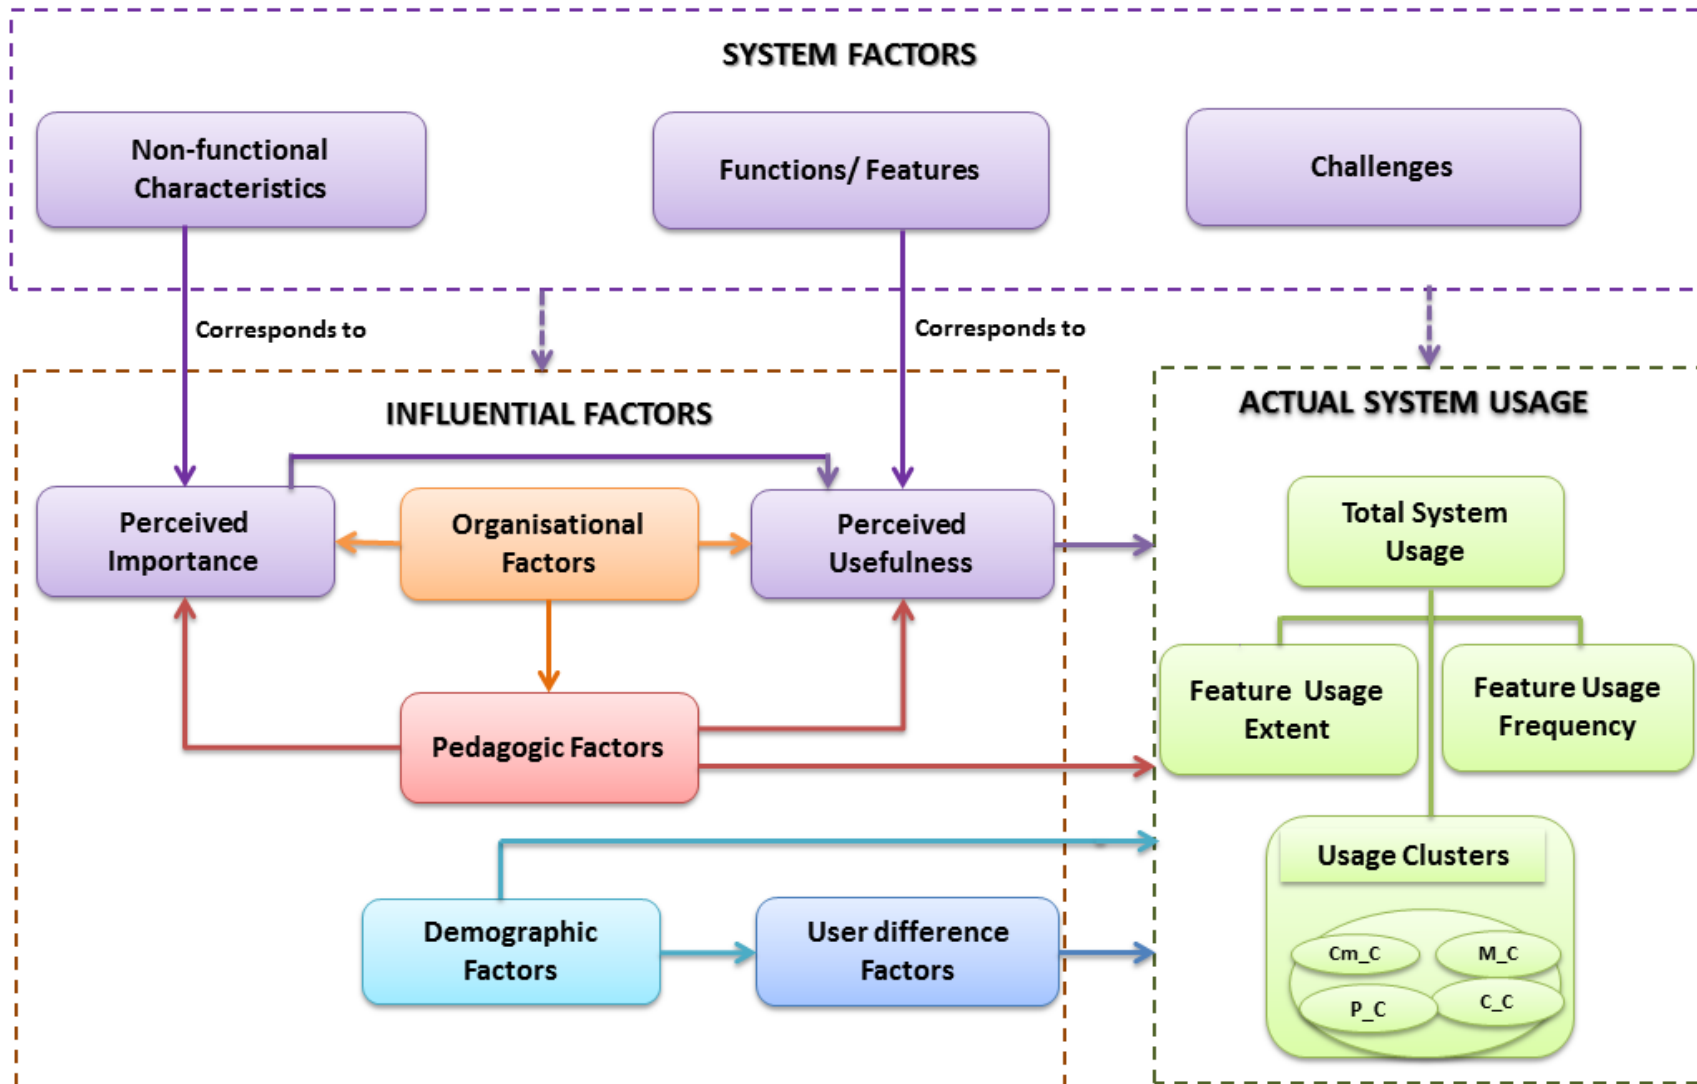 SYSTEM FACTORS
Non-functional
Characteristics
Functions/ Features
Challenges
Corresponds to
Corresponds to
INFLUENTIAL FACTORS
ACTUAL SYSTEM USAGE
Perceived
Importance
Organisational
Factors
Perceived
Usefulness
Total System
Usage
Feature Usage
Extent
Feature Usage
Frequency
Pedagogic Factors
Usage Clusters
Demographic
Factors
User difference
Factors
Cm_C
M_C
P_C
C_C